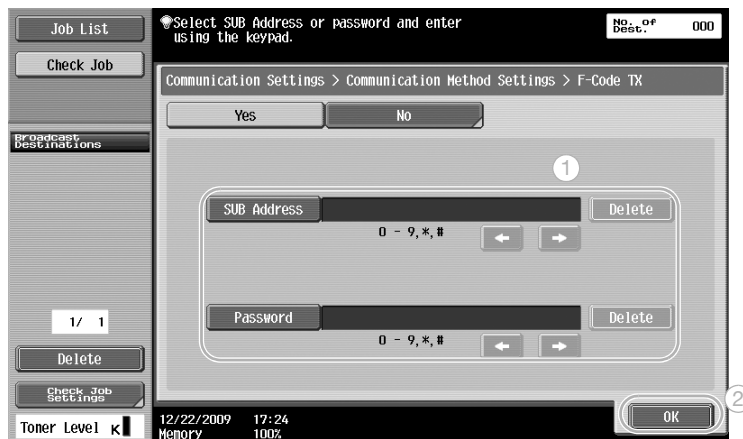 Job List
Check Job
Broadcast
Destinations
1/ 1
Delete
Check Job
Settings
Toner Level K
Select SUB Address or password and enter
using the keypad.
No. of
Dest. 000
Communication Settings > Communication Method Settings > F-Code TX
Yes No
1
SUB Address Delete
0 - 9,*,#
Password Delete
0 - 9,*,#
2
OK
12/22/2009 17:24
Memory 100%